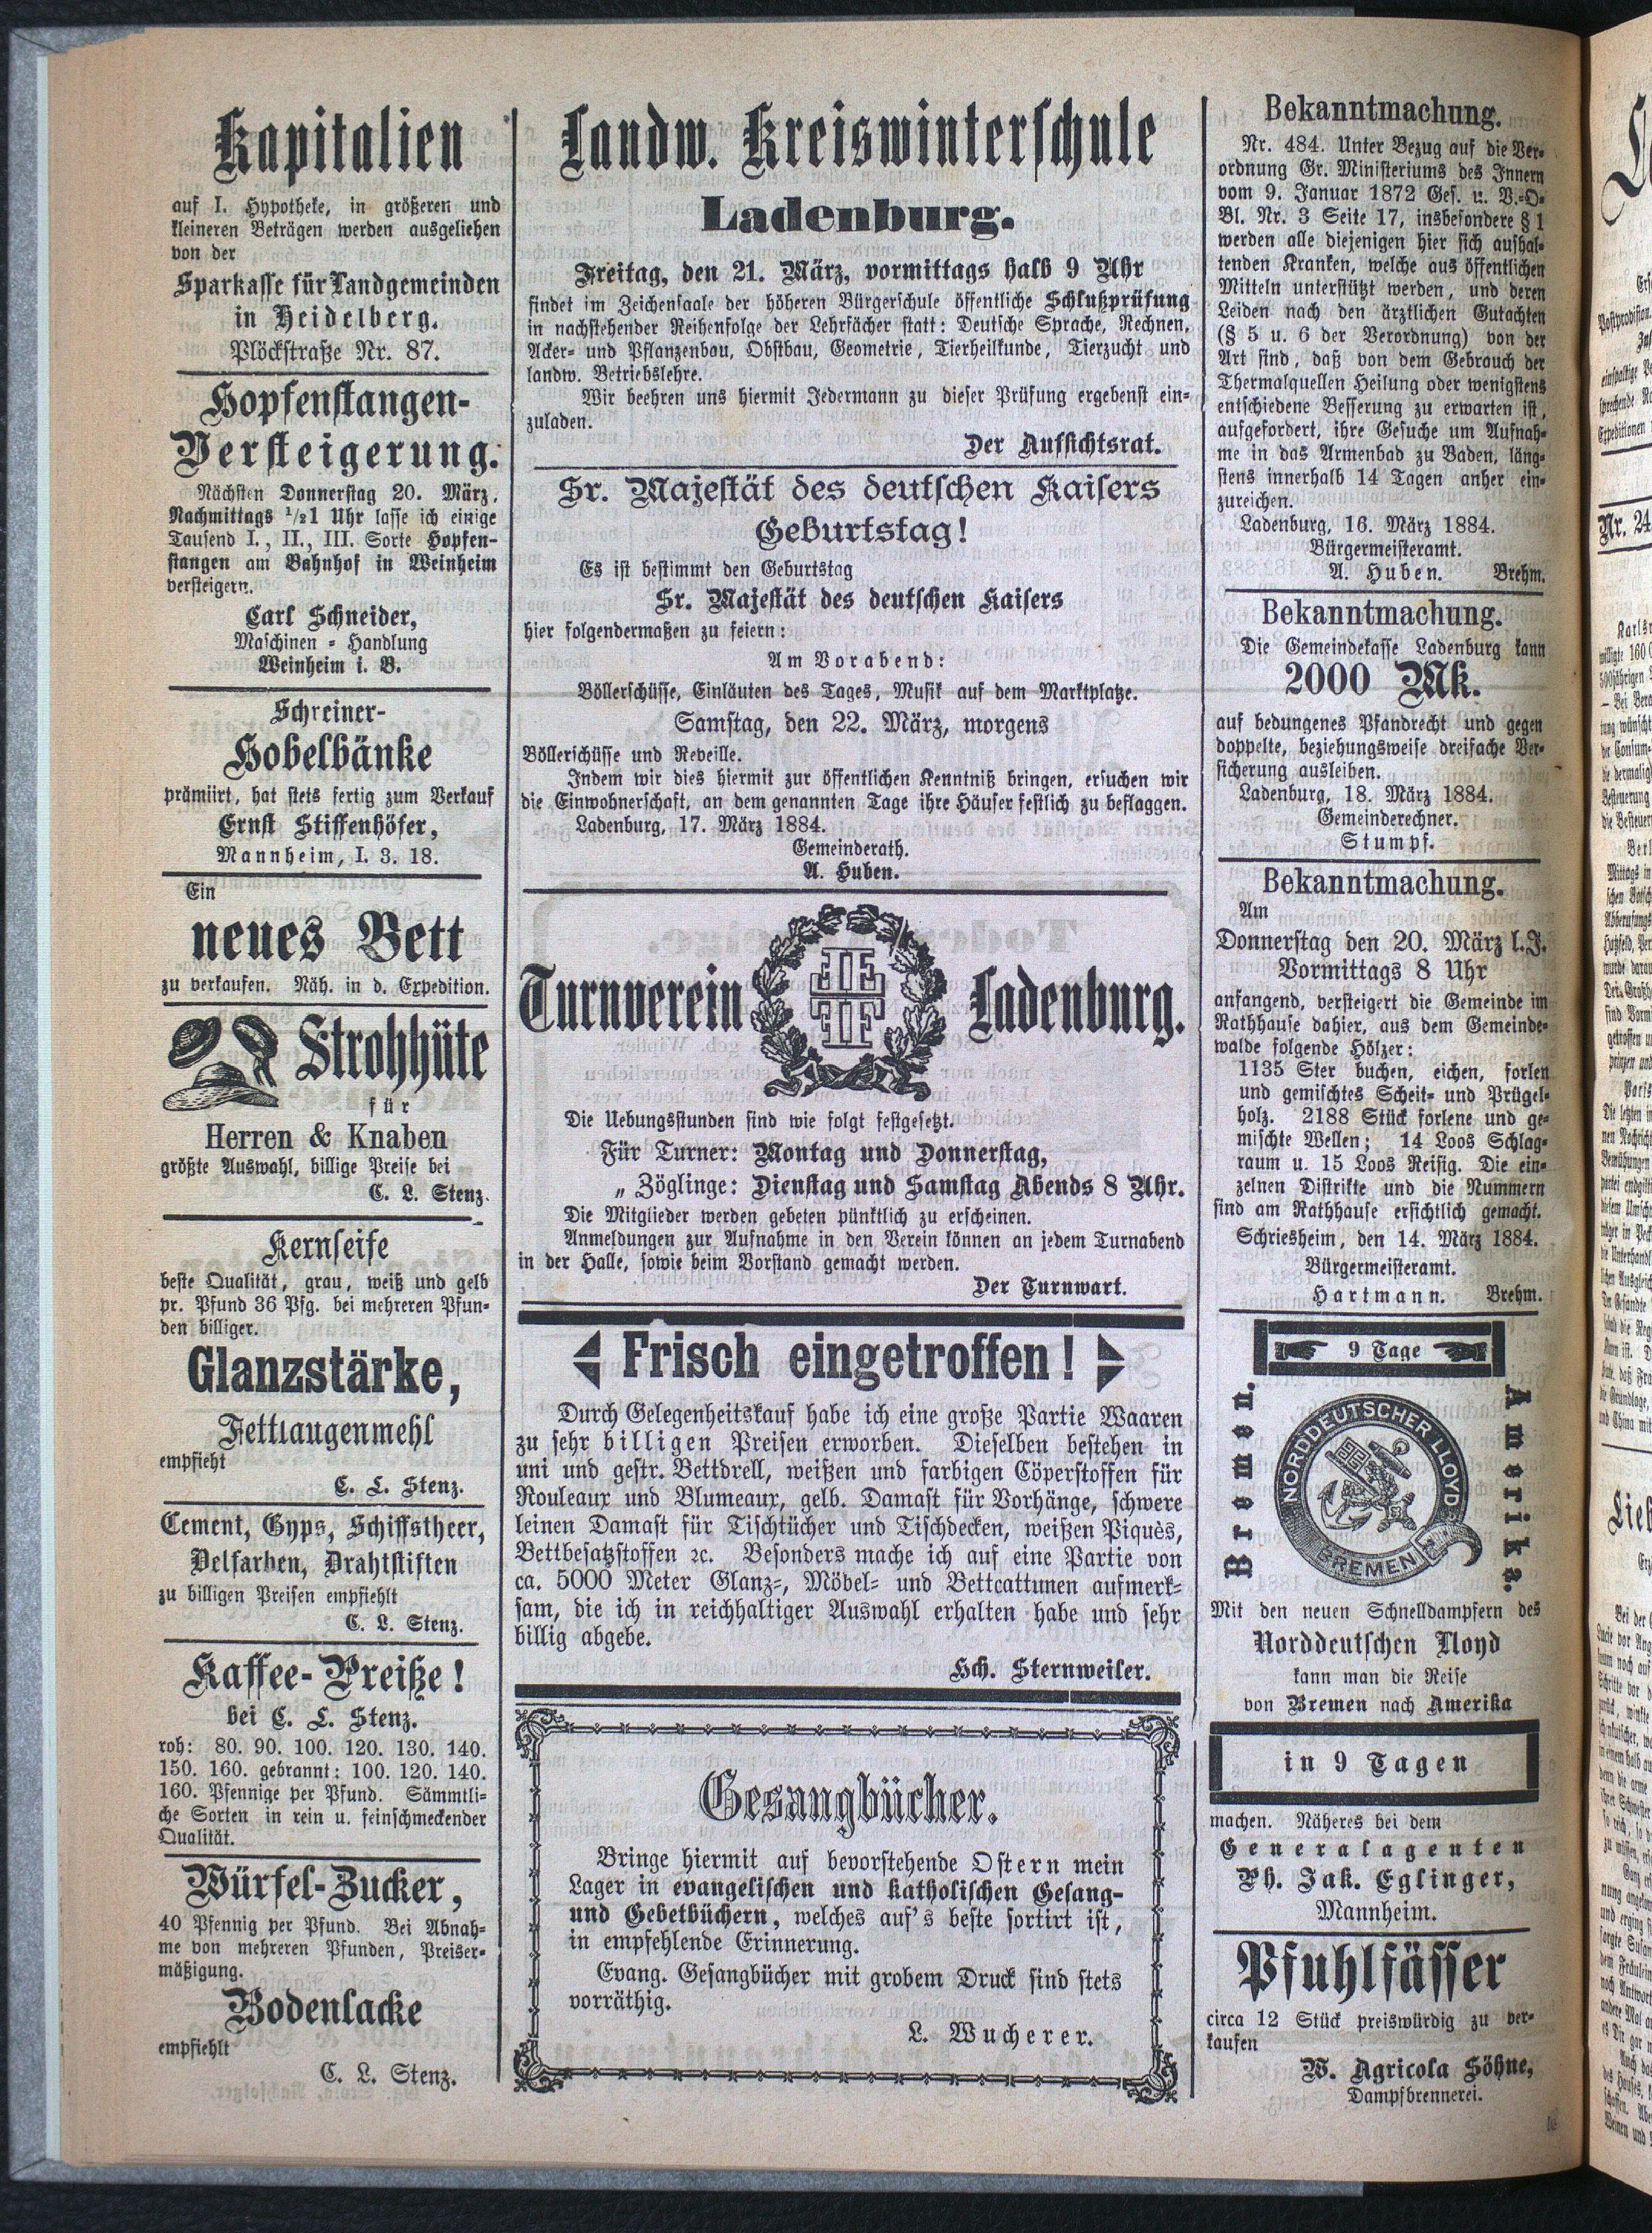 Kapitalien
auf I. Hypotheke, in größeren und
kleineren Beträgen werden ausgeliehen
von der
Sparkasse für Landgemeinden
in Heidelberg.
Plöckstraße Nr. 87.
Hopfenstangen-
Versteigerung.
Nächsten Donnerstag 20. März,
Nachmittags 1/21 Uhr lasse ich einige
Tausend I., II., III. Sorte Hopfen-
stangen am Bahnhof in Weinheim
versteigern.
Carl Schneider,
Maschinen - Handlung
Weinheim i. B.
Schreiner-
Hobelbänke
prämiirt, hat stets fertig zum Verkauf
Ernst Stiffenhöfer,
Mannheim, I. 3. 18.
Ein
neues Bett
zu verkaufen. Näh. in d. Expedition.
Strohhüte
für
Herren & Knaben
größte Auswahl, billige Preise bei
C. L. Stenz.
Kernseife
beste Qualität, grau, weiß und gelb
pr. Pfund 36 Pfg. bei mehreren Pfun-
den billiger.
Glanzstärke,
Fettlaugenmehl
empfieht
C. L. Stenz.
Cement, Gyps, Schiffstheer,
Oelfarben, Drahtstiften
zu billigen Preisen empfiehlt
C. L. Stenz.
Kaffee-Preiße!
bei C. L. Stenz.
roh: 80. 90. 100. 120. 130. 140.
150. 160. gebrannt: 100. 120. 140.
160. Pfennige per Pfund. Sämmtli-
che Sorten in rein u. feinschmeckender
Qualität.
Würfel-Zucker,
40 Pfennig per Pfund. Bei Abnah-
me von mehreren Pfunden, Preiser-
mäßigung.
Bodenlacke
empfiehlt
C. L. Stenz.
Landw. Kreiswinterschule
Ladenburg.
Freitag, den 21. März, vormittags halb 9 Uhr
findet im Zeichensaale der höheren Bürgerschule öffentliche Schlußprüfung
in nachstehender Reihenfolge der Lehrfächer statt: Deutsche Sprache, Rechnen,
Acker- und Pflanzenbau, Obstbau, Geometrie, Tierheilkunde, Tierzucht und
landw. Betriebslehre.
Wir beehren uns hiermit Jedermann zu dieser Prüfung ergebenst ein-
zuladen.
Der Aufsichtsrat.
Sr. Majestät des deutschen Kaisers
Geburtstag!
Es ist bestimmt den Geburtstag
Sr. Majestät des deutschen Kaisers
hier folgendermaßen zu feiern:
Am Vorabend:
Böllerschüsse, Einläuten des Tages, Musik auf dem Marktplatze.
Samstag, den 22. März, morgens
Böllerschüsse und Reveille.
Indem wir dies hiermit zur öffentlichen Kenntniß bringen, ersuchen wir
die Einwohnerschaft, an dem genannten Tage ihre Häuser festlich zu beflaggen.
Ladenburg, 17. März 1884.
Gemeinderath.
A. Huben.
Turnverein Ladenburg.
Die Uebungsstunden sind wie folgt festgesetzt.
Für Turner: Montag und Donnerstag,
„ Zöglinge: Dienstag und Samstag Abends 8 Uhr.
Die Mitglieder werden gebeten pünktlich zu erscheinen.
Anmeldungen zur Aufnahme in den Verein können an jedem Turnabend
in der Halle, sowie beim Vorstand gemacht werden.
Der Turnwart.
Frisch eingetroffen!
Durch Gelegenheitskauf habe ich eine große Partie Waaren
zu sehr billigen Preisen erworben. Dieselben bestehen in
uni und gestr. Bettdrell, weißen und farbigen Cöperstoffen für
Rouleaux und Blumeaux, gelb. Damast für Vorhänge, schwere
leinen Damast für Tischtücher und Tischdecken, weißen Piquès,
Bettbesatzstoffen ꝛc. Besonders mache ich auf eine Partie von
ca. 5000 Meter Glanz-, Möbel- und Bettcattunen aufmerk-
sam, die ich in reichhaltiger Auswahl erhalten habe und sehr
billig abgebe.
Hch. Sternweiler.
Gesangbücher.
Bringe hiermit auf bevorstehende Ostern mein
Lager in evangelischen und katholischen Gesang-
und Gebetbüchern, welches auf's beste sortirt ist,
in empfehlende Erinnerung.
Evang. Gesangbücher mit grobem Druck sind stets
vorräthig.
L. Wucherer.
Bekanntmachung.
Nr. 484. Unter Bezug auf die Ver-
ordnung Gr. Ministeriums des Innern
vom 9. Januar 1872 Ges. u. V.-O-
Bl. Nr. 3 Seite 17, insbesondere § 1
werden alle diejenigen hier sich aufhal-
tenden Kranken, welche aus öffentlichen
Mitteln unterstützt werden, und deren
Leiden nach den ärztlichen Gutachten
(§ 5 u. 6 der Verordnung) von der
Art sind, daß von dem Gebrauch der
Thermalquellen Heilung oder wenigstens
entschiedene Besserung zu erwarten ist,
aufgefordert, ihre Gesuche um Aufnah-
me in das Armenbad zu Baden, läng-
stens innerhalb 14 Tagen anher ein-
zureichen.
Ladenburg, 16. März 1884.
Bürgermeisteramt.
A. Huben. Brehm.
Bekanntmachung.
Die Gemeindekasse Ladenburg kann
2000 Mk.
auf bedungenes Pfandrecht und gegen
doppelte, beziehungsweise dreifache Ver-
sicherung ausleiben.
Ladenburg, 18. März 1884.
Gemeinderechner.
Stumpf.
Bekanntmachung.
Am
Donnerstag den 20. März l. J.
Vormittags 8 Uhr
anfangend, versteigert die Gemeinde im
Rathhause dahier, aus dem Gemeinde-
walde folgende Hölzer:
1135 Ster buchen, eichen, forlen
und gemischtes Scheit- und Prügel-
holz. 2188 Stück forlene und ge-
mischte Wellen; 14 Loos Schlag-
raum u. 15 Loos Reisig. Die ein-
zelnen Distrikte und die Nummern
sind am Rathhause ersichtlich gemacht.
Schriesheim, den 14. März 1884.
Bürgermeisteramt.
Hartmann. Brehm.
9 Tage
Bremen.
NORDDEUTSCHER LLOYD
BREMEN
Amerika.
Mit den neuen Schnelldampfern des
Norddeutschen Lloyd
kann man die Reise
von Bremen nach Amerika
in 9 Tagen
machen. Näheres bei dem
Generalagenten
Ph. Jak. Eglinger,
Mannheim.
Pfuhlfässer
circa 12 Stück preiswürdig zu ver-
kaufen
W. Agricola Söhne,
Dampfbrennerei.
Nr. 24